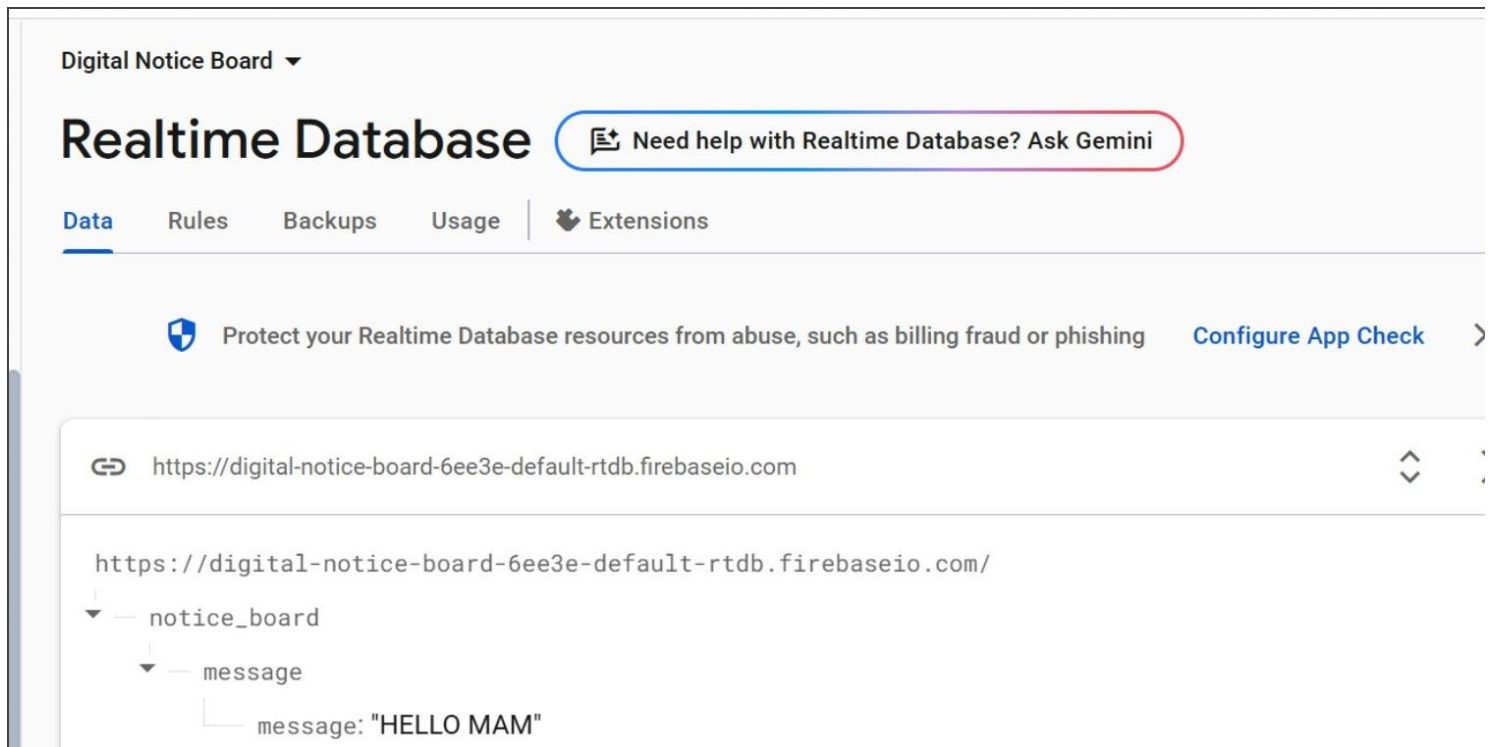 Digital Notice Board
Realtime Database Need help with Realtime Database? Ask Gemini
Data Rules Backups Usage Extensions
Protect your Realtime Database resources from abuse, such as billing fraud or phishing Configure App Check
https://digital-notice-board-6ee3e-default-rtdb.firebaseio.com
https://digital-notice-board-6ee3e-default-rtdb.firebaseio.com/
notice_board
message
message: "HELLO MAM"